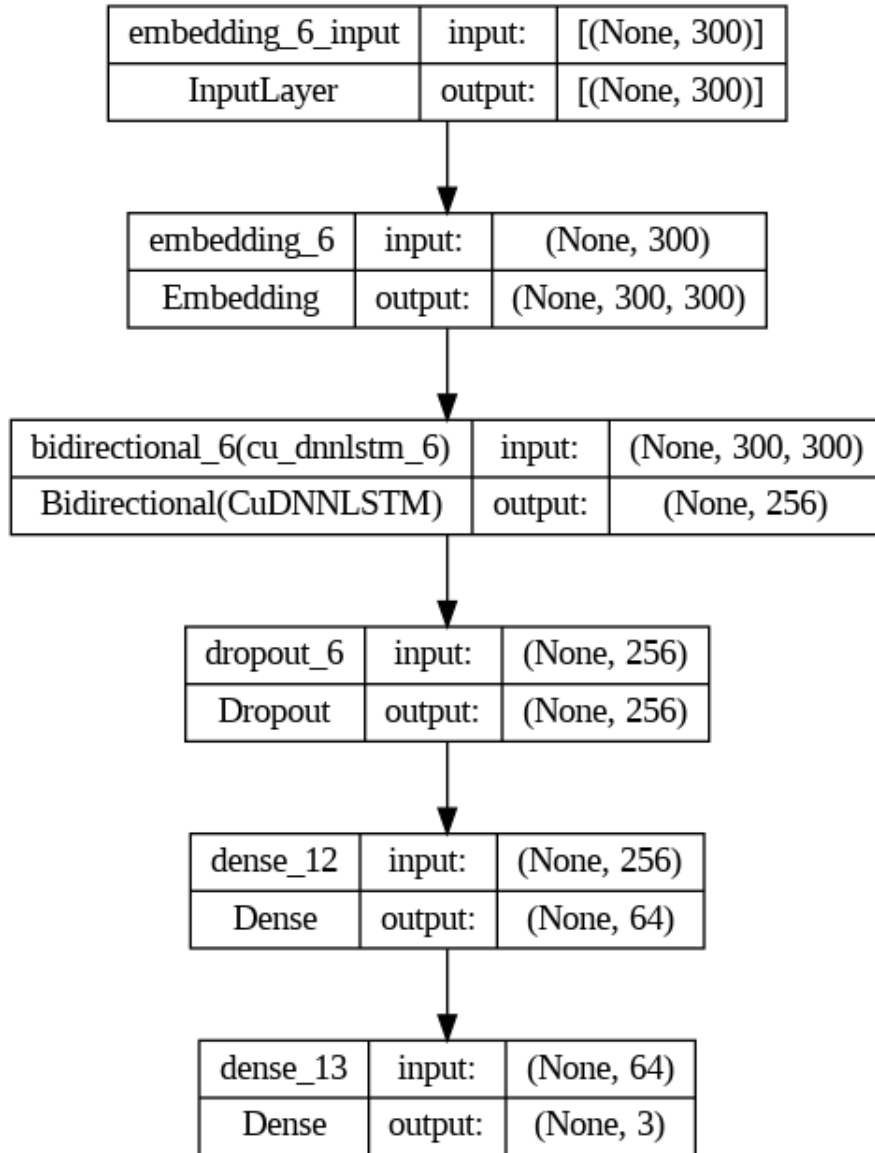 embedding_6_input input: [(None, 300)]
InputLayer output: [(None, 300)]
embedding_6 input: (None, 300)
Embedding output: (None, 300, 300)
bidirectional_6(cu_dnnlstm_6) input: (None, 300, 300)
Bidirectional(CuDNNLSTM) output: (None, 256)
dropout_6 input: (None, 256)
Dropout output: (None, 256)
dense_12 input: (None, 256)
Dense output: (None, 64)
dense_13 input: (None, 64)
Dense output: (None, 3)